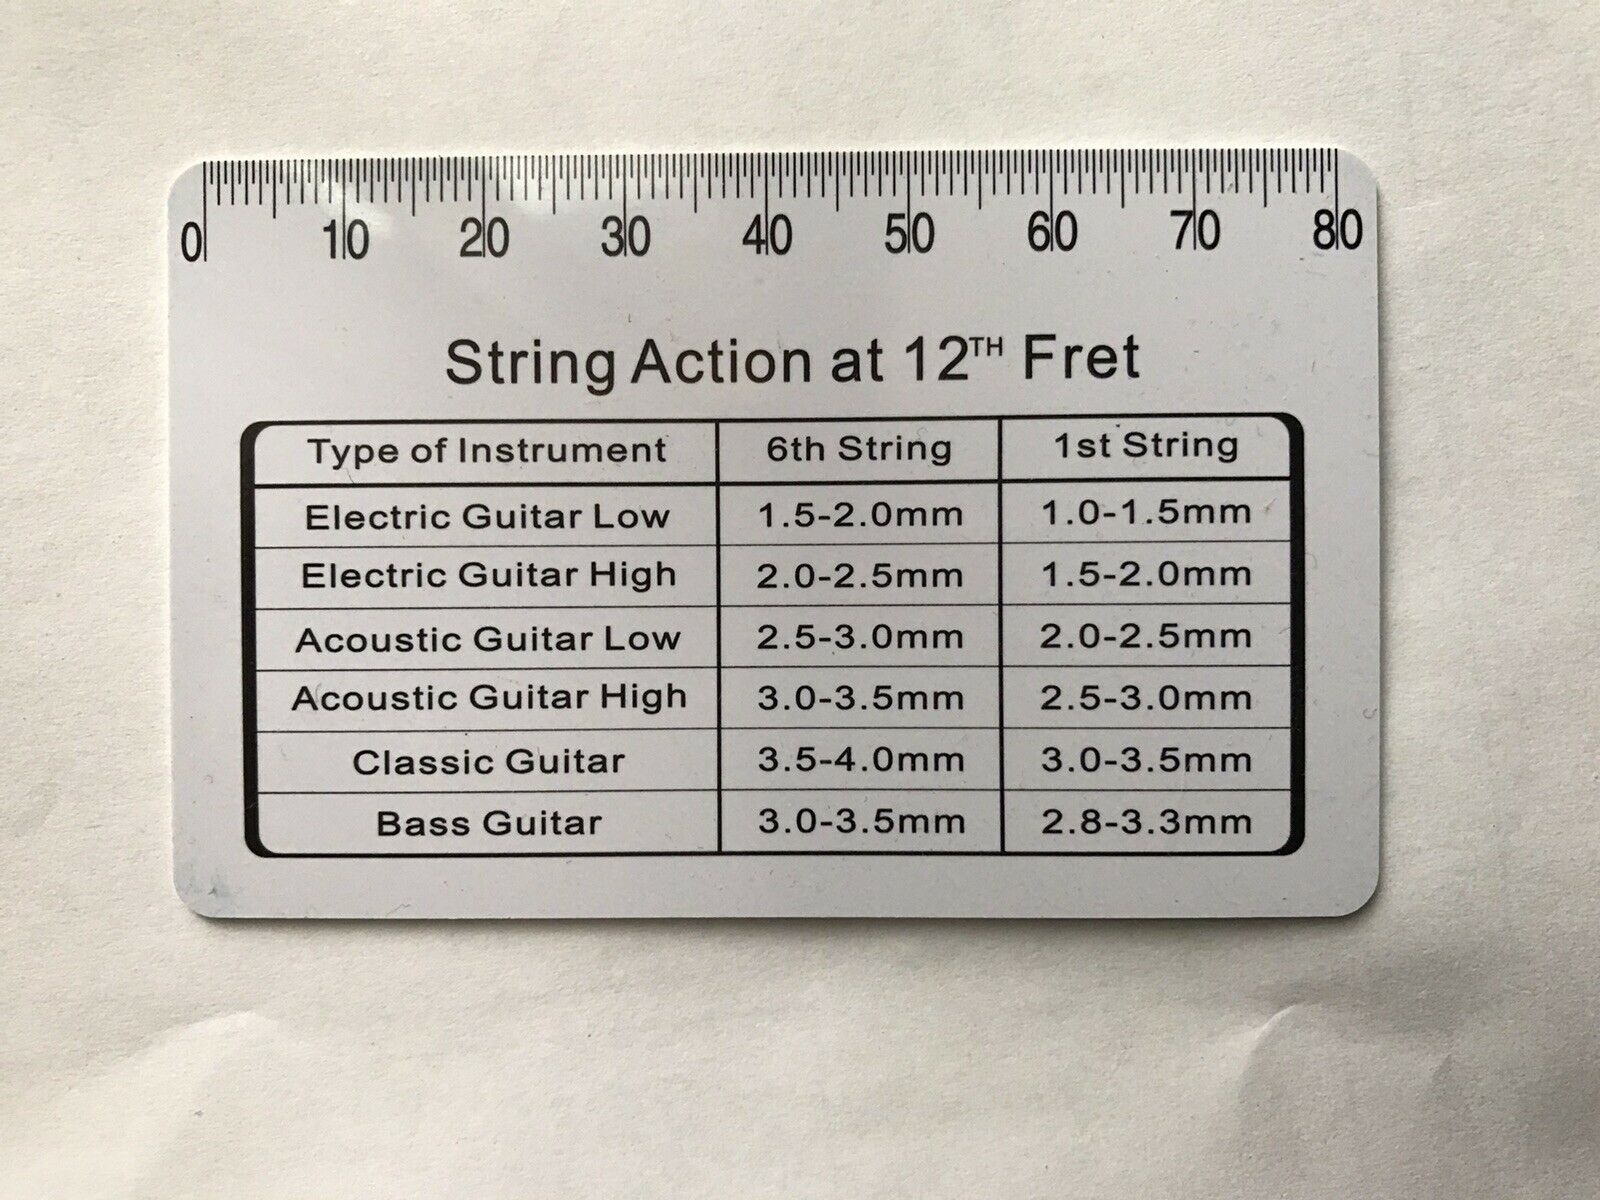 0 10 20 30 40 50 60 70 80
String Action at 12TH Fret
Type of Instrument 6th String 1st String
Electric Guitar Low 1.5-2.0mm 1.0-1.5mm
Electric Guitar High 2.0-2.5mm 1.5-2.0mm
Acoustic Guitar Low 2.5-3.0mm 2.0-2.5mm
Acoustic Guitar High 3.0-3.5mm 2.5-3.0mm
Classic Guitar 3.5-4.0mm 3.0-3.5mm
Bass Guitar 3.0-3.5mm 2.8-3.3mm